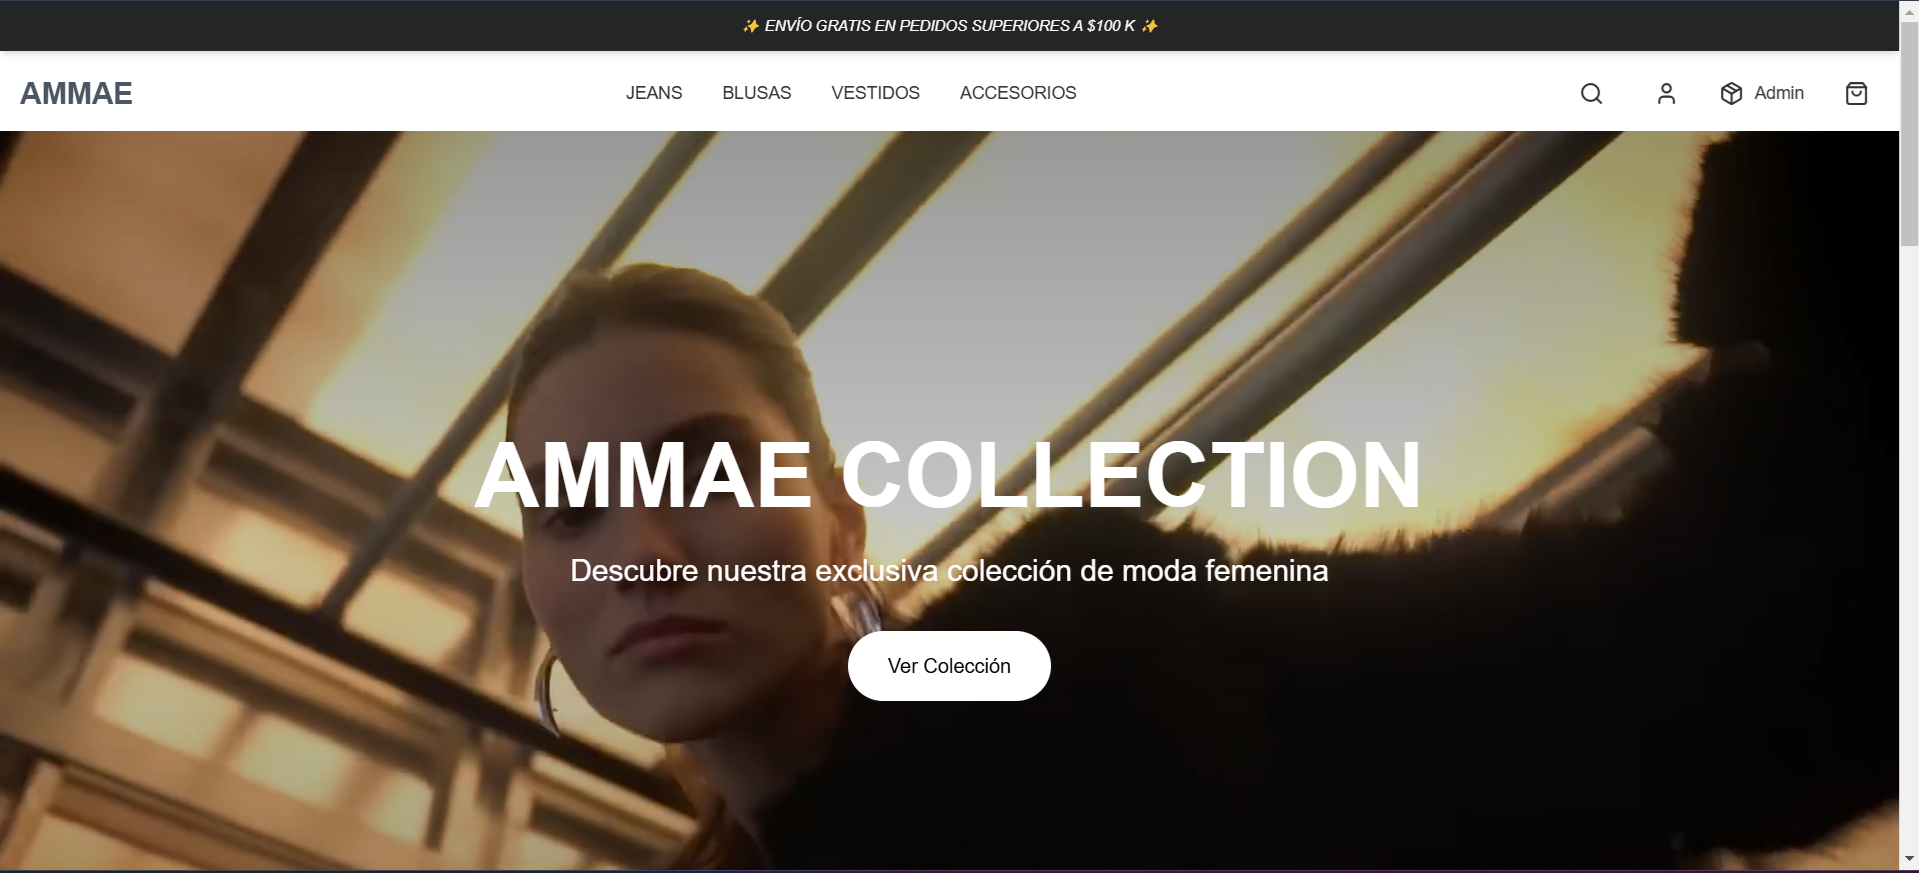 ✨ ENVÍO GRATIS EN PEDIDOS SUPERIORES A $100 K ✨
AMMAE
JEANS BLUSAS VESTIDOS ACCESORIOS
Admin
AMMAE COLLECTION
Descubre nuestra exclusiva colección de moda femenina
Ver Colección